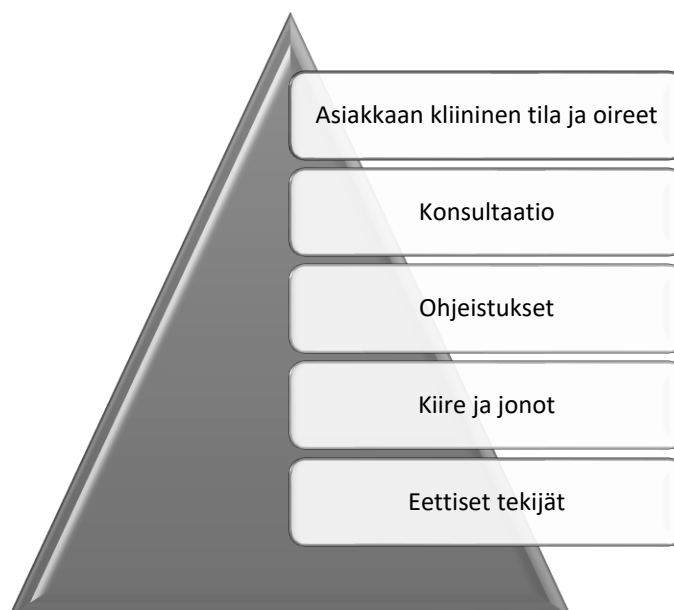 Asiakkaan kliininen tila ja oireet
Konsultaatio
Ohjeistukset
Kiire ja jonot
Eettiset tekijät